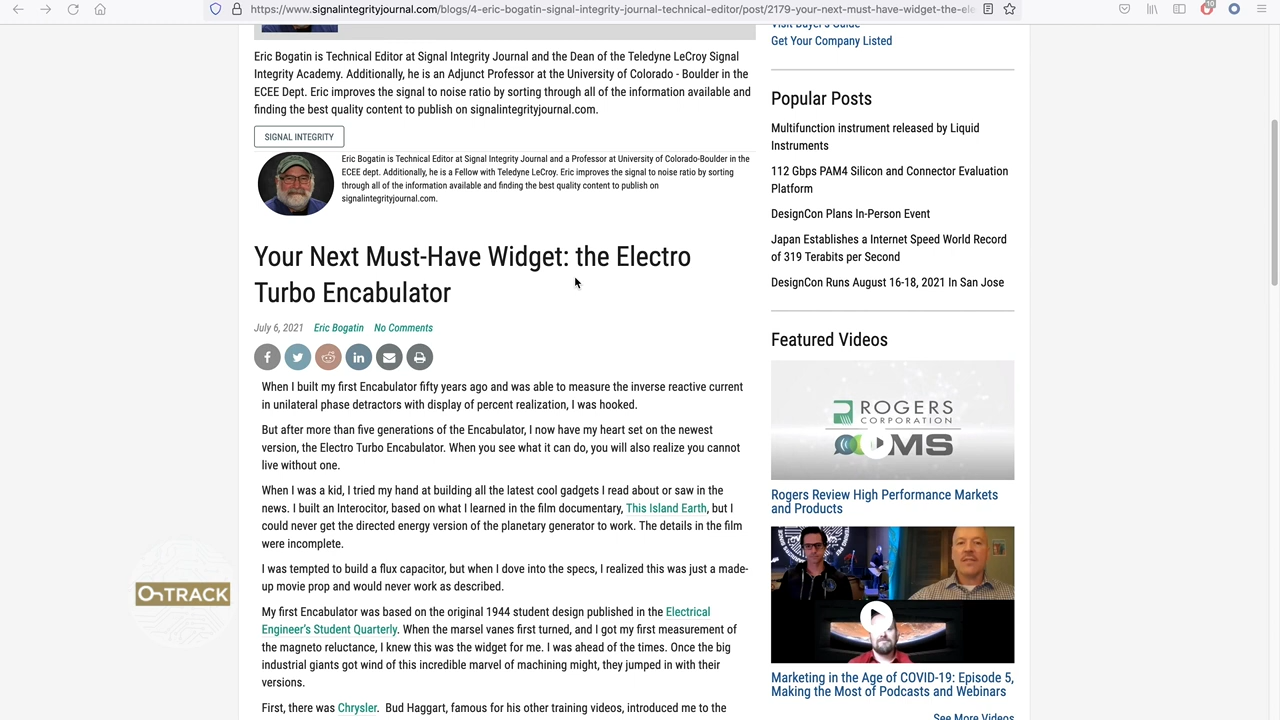 https://www.signalintegrityjournal.com/blogs/4-eric-bogatin-signal-integrity-journal-technical-editor/post/2179-your-next-must-have-widget-the-ele
10
Eric Bogatin is Technical Editor at Signal Integrity Journal and the Dean of the Teledyne LeCroy Signal
Integrity Academy. Additionally, he is an Adjunct Professor at the University of Colorado - Boulder in the
ECEE Dept. Eric improves the signal to noise ratio by sorting through all of the information available and
finding the best quality content to publish on signalintegrityjournal.com.
SIGNAL INTEGRITY
Eric Bogatin is Technical Editor at Signal Integrity Journal and a Professor at University of Colorado-Boulder in the
ECEE dept. Additionally, he is a Fellow with Teledyne LeCroy. Eric improves the signal to noise ratio by sorting
through all of the information available and finding the best quality content to publish on
signalintegrityjournal.com.
Your Next Must-Have Widget: the Electro
Turbo Encabulator
July 6, 2021 Eric Bogatin No Comments
When I built my first Encabulator fifty years ago and was able to measure the inverse reactive current
in unilateral phase detractors with display of percent realization, I was hooked.
But after more than five generations of the Encabulator, I now have my heart set on the newest
version, the Electro Turbo Encabulator. When you see what it can do, you will also realize you cannot
live without one.
When I was a kid, I tried my hand at building all the latest cool gadgets I read about or saw in the
news. I built an Interocitor, based on what I learned in the film documentary, This Island Earth, but I
could never get the directed energy version of the planetary generator to work. The details in the film
were incomplete.
I was tempted to build a flux capacitor, but when I dove into the specs, I realized this was just a made-
up movie prop and would never work as described.
My first Encabulator was based on the original 1944 student design published in the Electrical
Engineer's Student Quarterly. When the marsel vanes first turned, and I got my first measurement of
the magneto reluctance, I knew this was the widget for me. I was ahead of the times. Once the big
industrial giants got wind of this incredible marvel of machining might, they jumped in with their
versions.
First, there was Chrysler. Bud Haggart, famous for his other training videos, introduced me to the
OnTRACK
Visit Buyer's Guide
Get Your Company Listed
Popular Posts
Multifunction instrument released by Liquid
Instruments
112 Gbps PAM4 Silicon and Connector Evaluation
Platform
DesignCon Plans In-Person Event
Japan Establishes a Internet Speed World Record
of 319 Terabits per Second
DesignCon Runs August 16-18, 2021 In San Jose
Featured Videos
ROGERS
CORPORATION
MS
Rogers Review High Performance Markets
and Products
Marketing in the Age of COVID-19: Episode 5,
Making the Most of Podcasts and Webinars
See More Videos